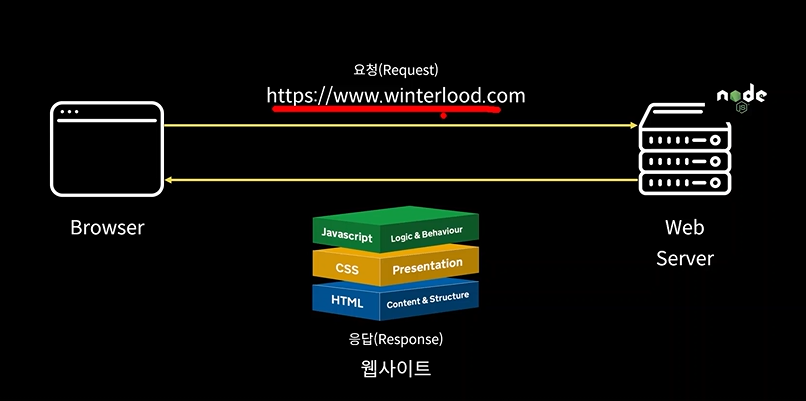 요청(Request)
https://www.winterlood.com
node
JS
Browser
Web
Server
Javascript
Logic & Behaviour
CSS
Presentation
HTML
Content & Structure
응답(Response)
웹사이트